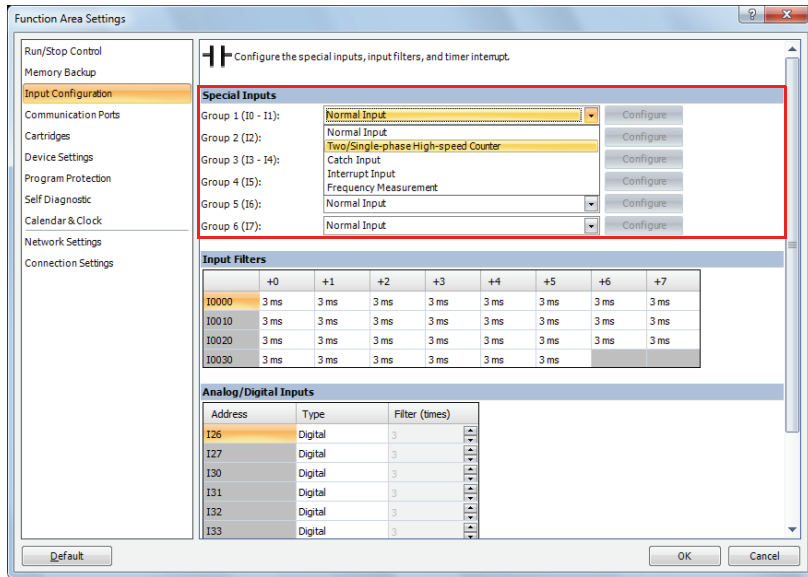 Function Area Settings
?
Run/Stop Control
Memory Backup
Input Configuration
Communication Ports
Cartridges
Device Settings
Program Protection
Self Diagnostic
Calendar & Clock
Network Settings
Connection Settings
Configure the special inputs, input filters, and timer interrupt.
Special Inputs
Group 1 (I0 - I1): Normal Input Configure
Group 2 (I2): Configure
Group 3 (I3 - I4): Configure
Group 4 (I5): Configure
Normal Input
Two/Single-phase High-speed Counter
Catch Input
Interrupt Input
Frequency Measurement
Group 5 (I6): Normal Input Configure
Group 6 (I7): Normal Input Configure
Input Filters
+0 +1 +2 +3 +4 +5 +6 +7
I0000 3 ms 3 ms 3 ms 3 ms 3 ms 3 ms 3 ms 3 ms
I0010 3 ms 3 ms 3 ms 3 ms 3 ms 3 ms 3 ms 3 ms
I0020 3 ms 3 ms 3 ms 3 ms 3 ms 3 ms 3 ms 3 ms
I0030 3 ms 3 ms 3 ms 3 ms 3 ms 3 ms
Analog/Digital Inputs
Address Type Filter (times)
I26 Digital 3
I27 Digital 3
I30 Digital 3
I31 Digital 3
I32 Digital 3
I33 Digital 3
Default OK Cancel